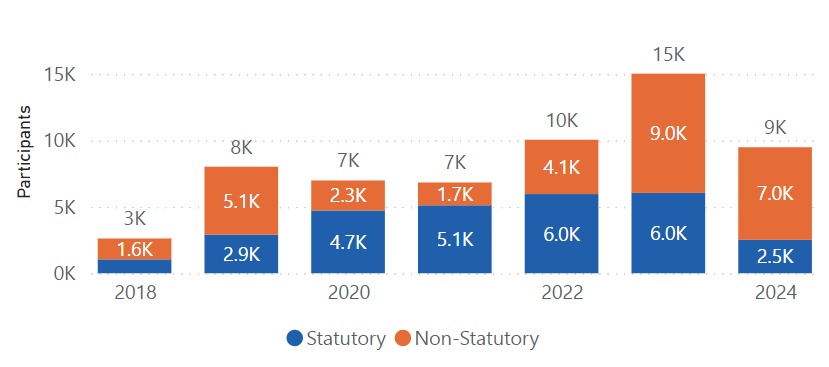 15K
15K
9.0K
10K
9K
10K
8K
7K
7K
4.1K
7.0K
5.1K
2.3K
1.7K
Participants
5K
3K
1.6K
2.9K
4.7K
5.1K
6.0K
6.0K
2.5K
0K
2018
2020
2022
2024
Statutory
Non-Statutory